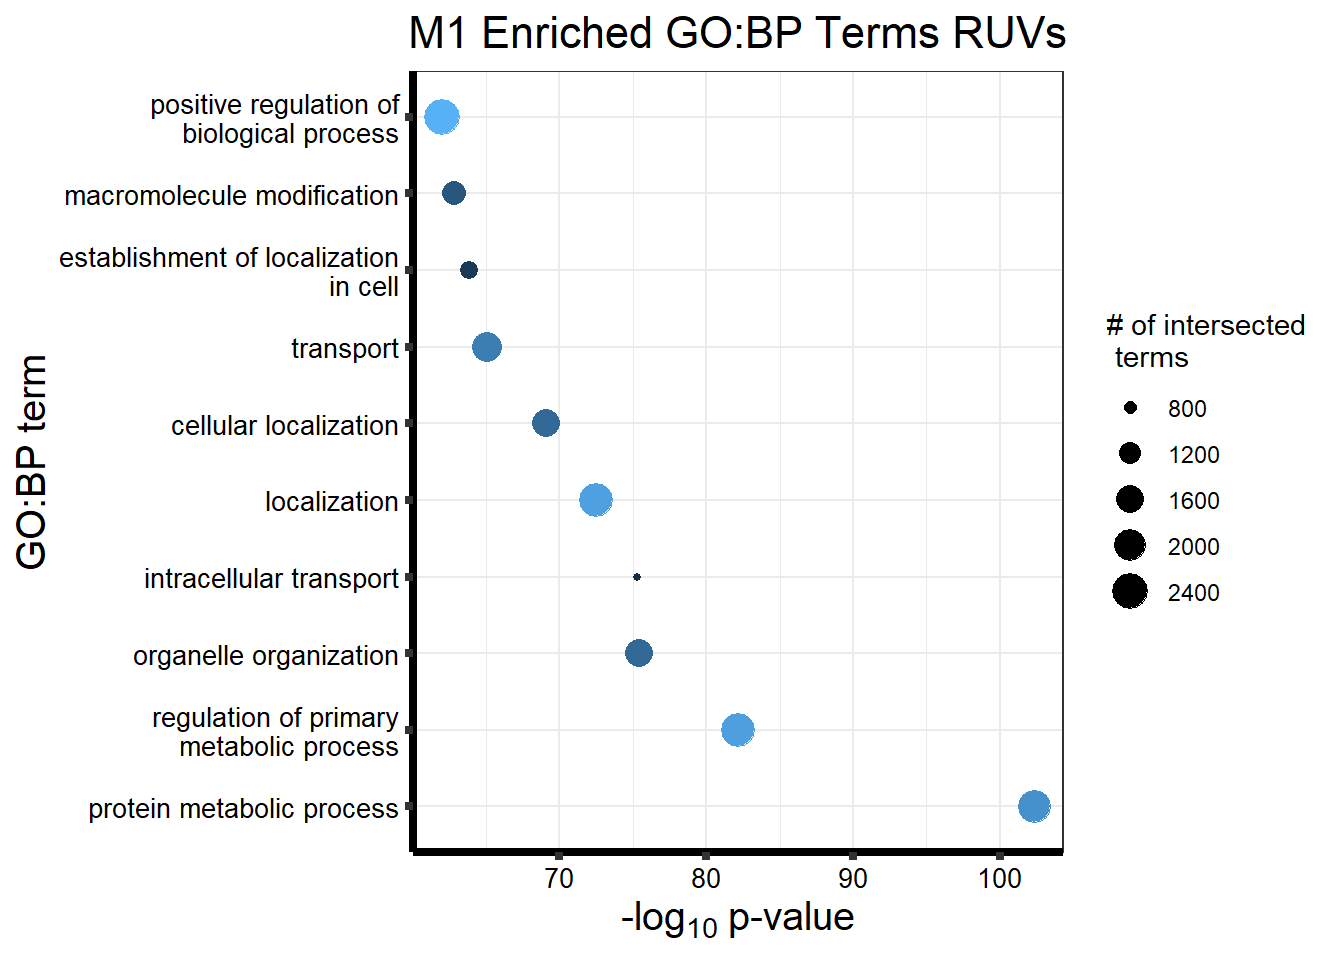 M1 Enriched GO:BP Terms RUVs
GO:BP term
positive regulation of
biological process
macromolecule modification
establishment of localization
in cell
transport
cellular localization
localization
intracellular transport
organelle organization
regulation of primary
metabolic process
protein metabolic process
70 80 90 100
-log10 p-value
# of intersected
terms
800
1200
1600
2000
2400